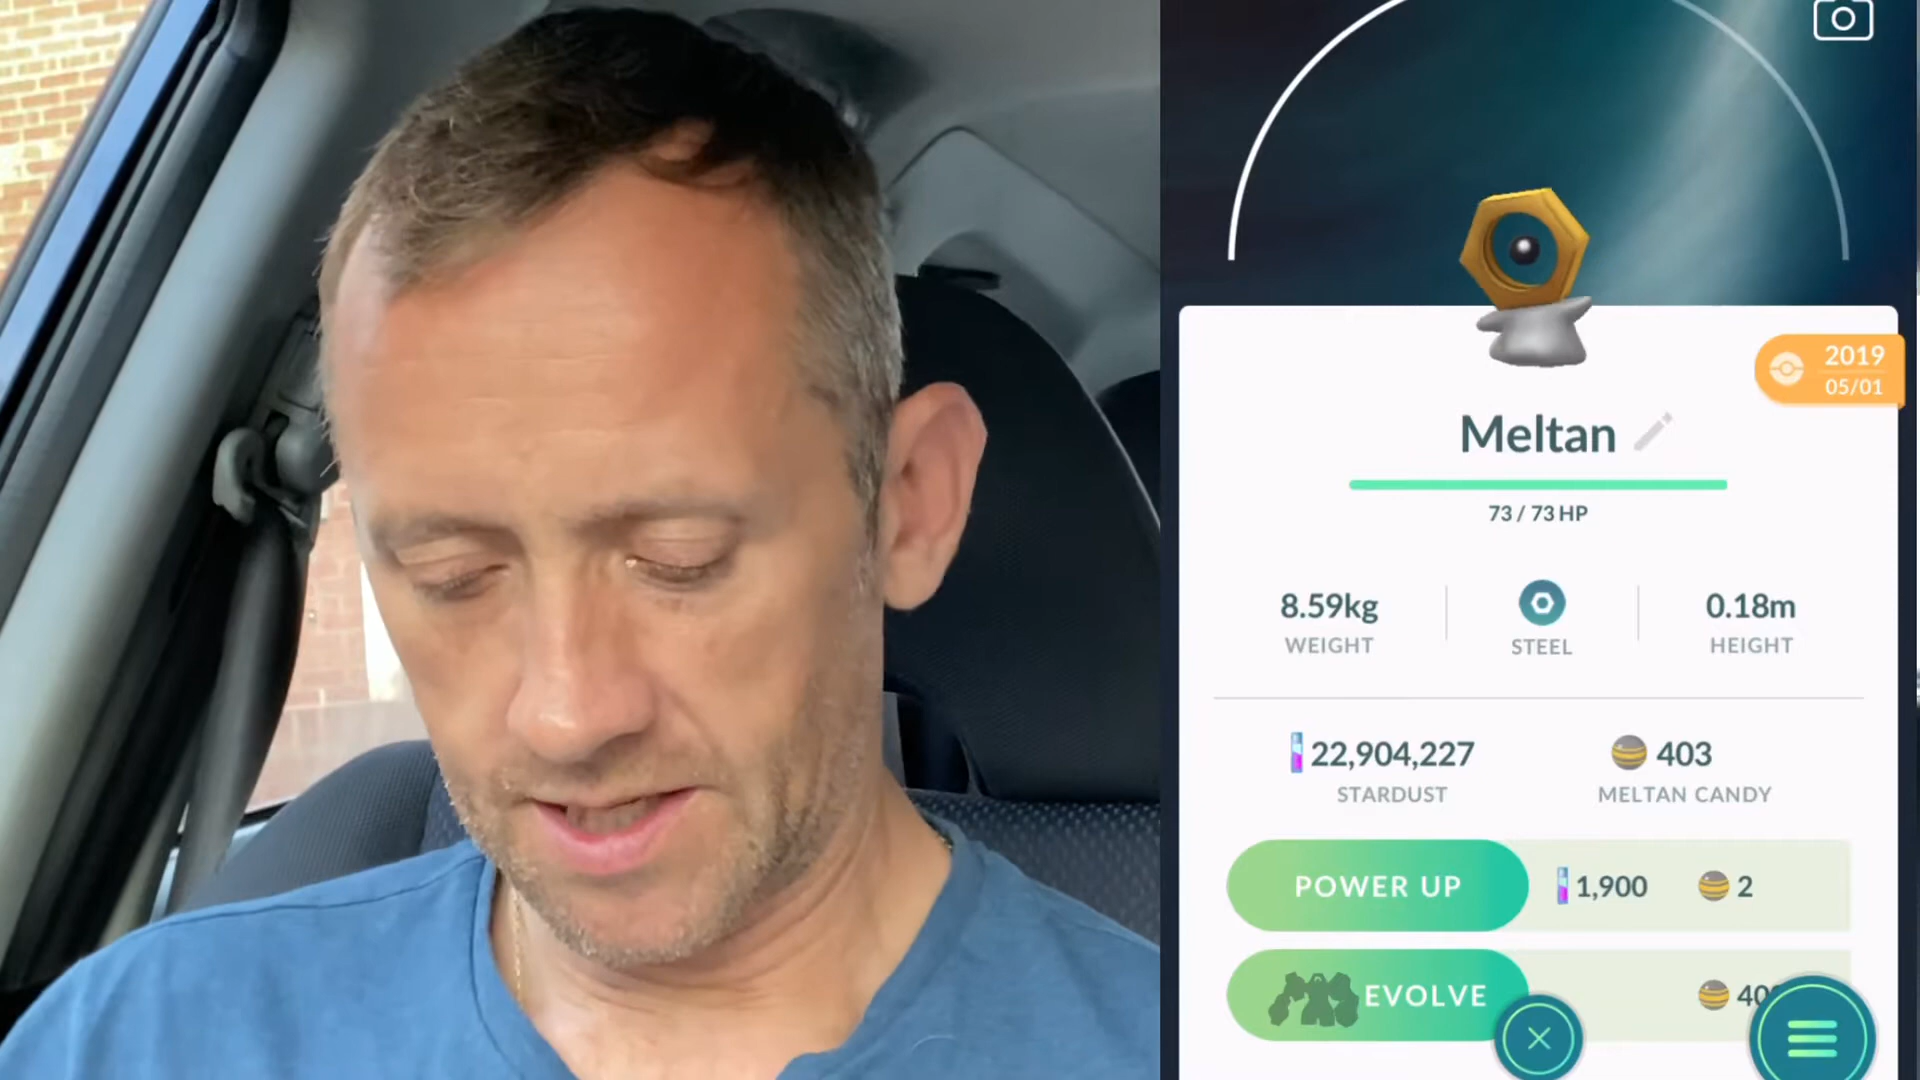 2019
05/01
Meltan
73 / 73 HP
8.59kg
WEIGHT
STEEL
0.18m
HEIGHT
22,904,227
STARDUST
403
MELTAN CANDY
POWER UP
1,900
2
EVOLVE